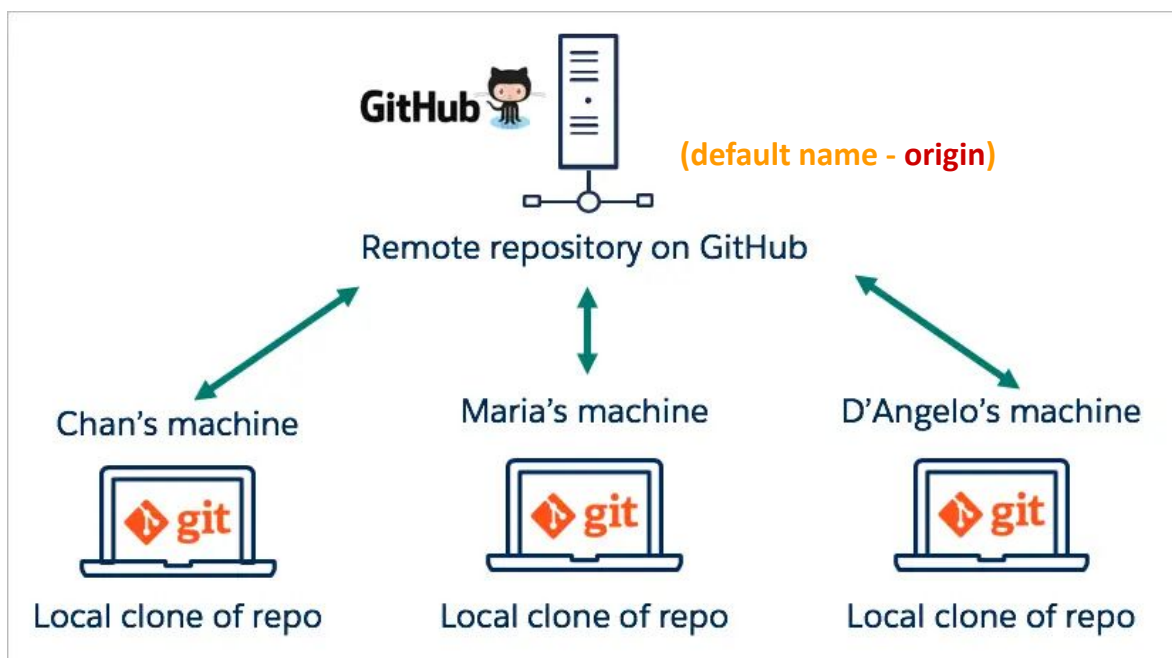 GitHub
(default name - origin)
Remote repository on GitHub
Chan's machine
Maria's machine
D'Angelo's machine
git
git
git
Local clone of repo
Local clone of repo
Local clone of repo